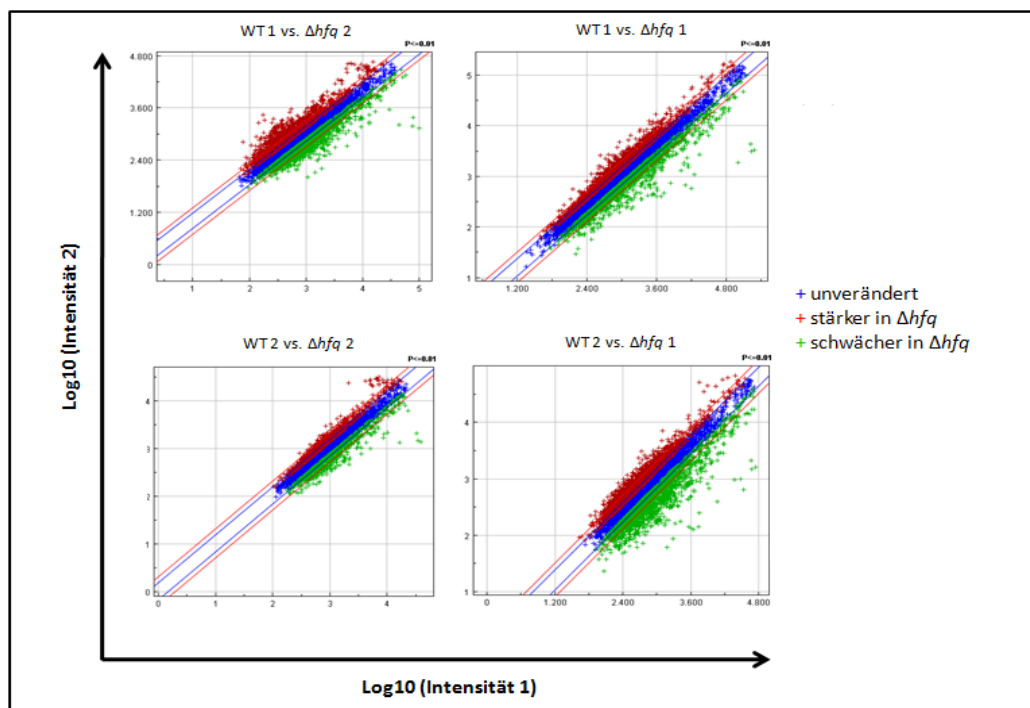 WT 1 vs. Δhfq 2
P<=0.01
4.800
3.600
2.400
1.200
0
1
2
3
4
5
WT 1 vs. Δhfq 1
P<=0.01
5
4
3
2
1
1.200
2.400
3.600
4.800
WT 2 vs. Δhfq 2
P<=0.01
4
3
2
1
0
0
1
2
3
4
WT 2 vs. Δhfq 1
P<=0.01
4
3
2
1
0
1.200
2.400
3.600
4.800
+ unverändert
+ stärker in Δhfq
+ schwächer in Δhfq
Log10 (Intensität 2)
Log10 (Intensität 1)